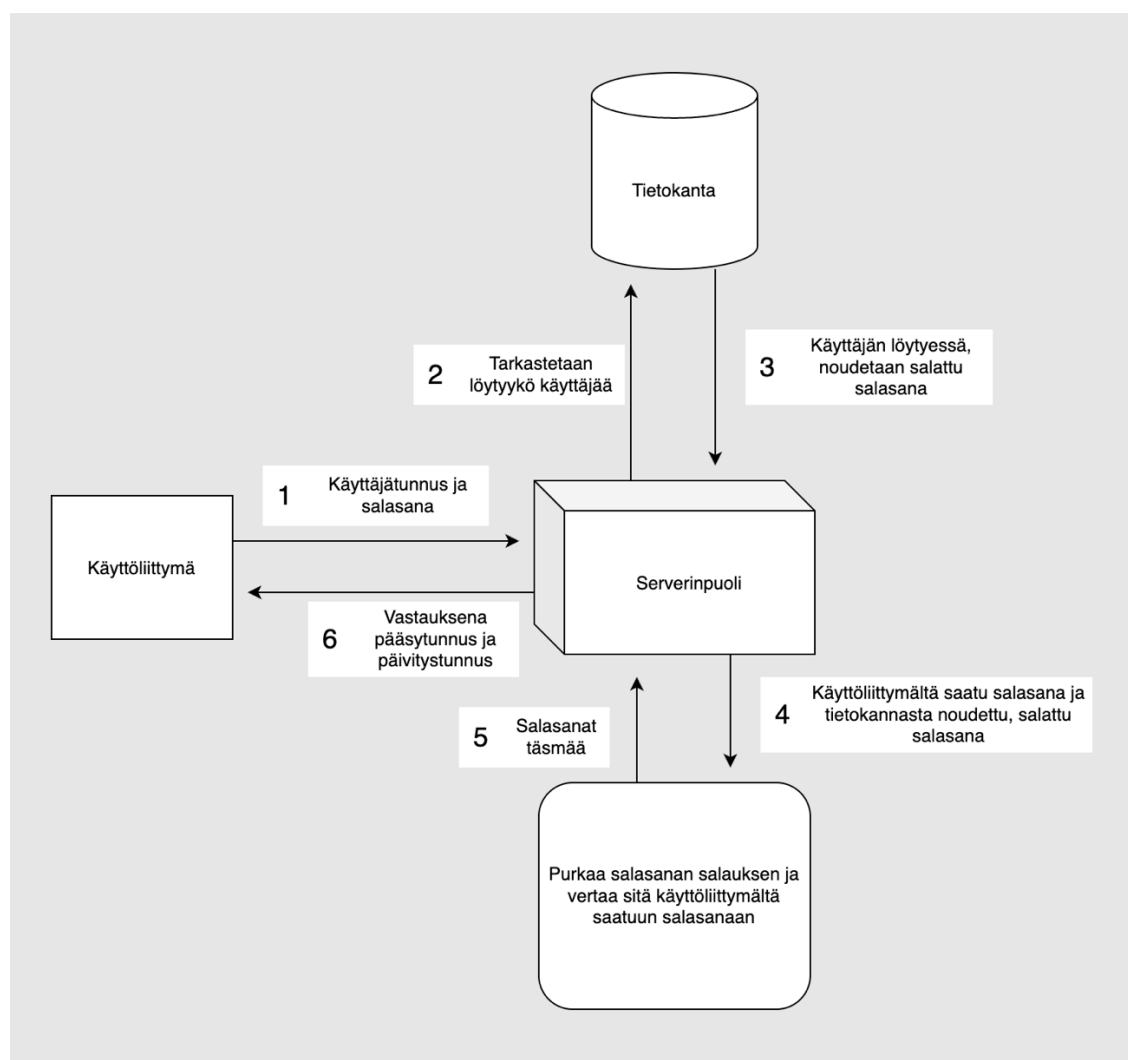 Tietokanta
2
Tarkastetaan
löytyykö käyttäjää
3
Käyttäjän löytyessä,
noudetaan salattu
salasana
1
Käyttäjätunnus ja
salasana
Käyttöliittymä
Serverinpuoli
6
Vastauksena
pääsytunnus ja
päivitystunnus
5
Salasanat
täsmää
4
Käyttöliittymältä saatu salasana ja
tietokannasta noudettu, salattu
salasana
Purkaa salasanan salauksen ja
vertaa sitä käyttöliittymältä
saatuun salasanaan